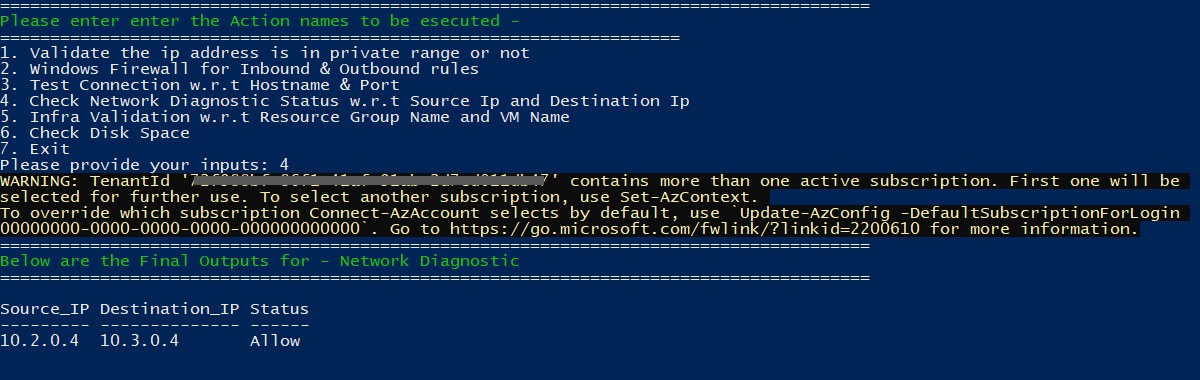 ================================================================================
Please enter enter the Action names to be esecuted -
====================================================================
1. Validate the ip address is in private range or not
2. Windows Firewall for Inbound & Outbound rules
3. Test Connection w.r.t Hostname & Port
4. Check Network Diagnostic Status w.r.t Source Ip and Destination Ip
5. Infra Validation w.r.t Resource Group Name and VM Name
6. Check Disk Space
7. Exit
Please provide your inputs: 4
WARNING: TenantId ' ' contains more than one active subscription. First one will be
selected for further use. To select another subscription, use Set-AzContext.
To override which subscription Connect-AzAccount selects by default, use `Update-AzConfig -DefaultSubscriptionForLogin
00000000-0000-0000-0000-000000000000`. Go to https://go.microsoft.com/fwlink/?linkid=2200610 for more information.
=======================================================================================
Below are the Final Outputs for - Network Diagnostic
=======================================================================================
Source_IP Destination_IP Status
--------- -------------- ------
10.2.0.4 10.3.0.4 Allow